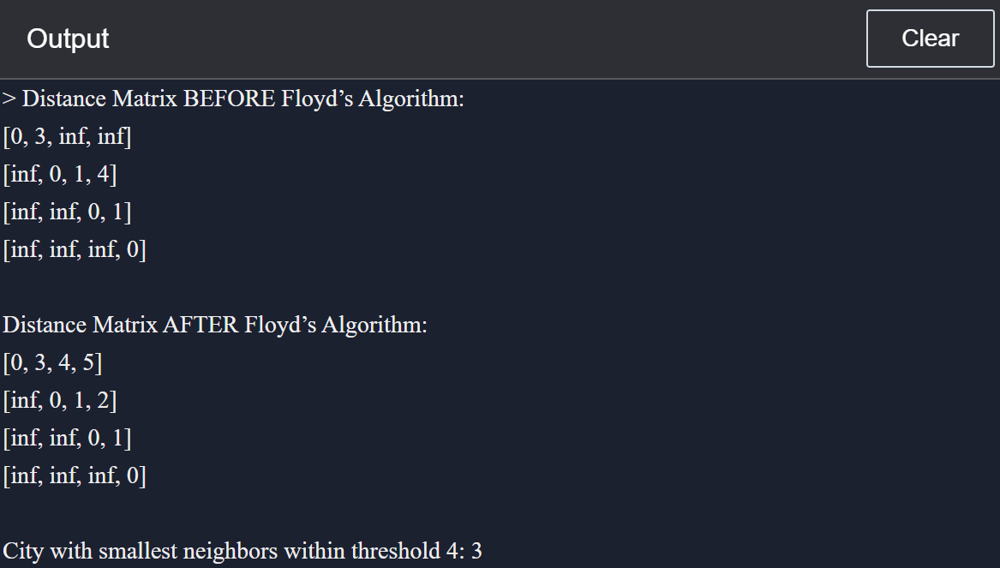 Output
Clear
> Distance Matrix BEFORE Floyd’s Algorithm:
[0, 3, inf, inf]
[inf, 0, 1, 4]
[inf, inf, 0, 1]
[inf, inf, inf, 0]
Distance Matrix AFTER Floyd’s Algorithm:
[0, 3, 4, 5]
[inf, 0, 1, 2]
[inf, inf, 0, 1]
[inf, inf, inf, 0]
City with smallest neighbors within threshold 4: 3